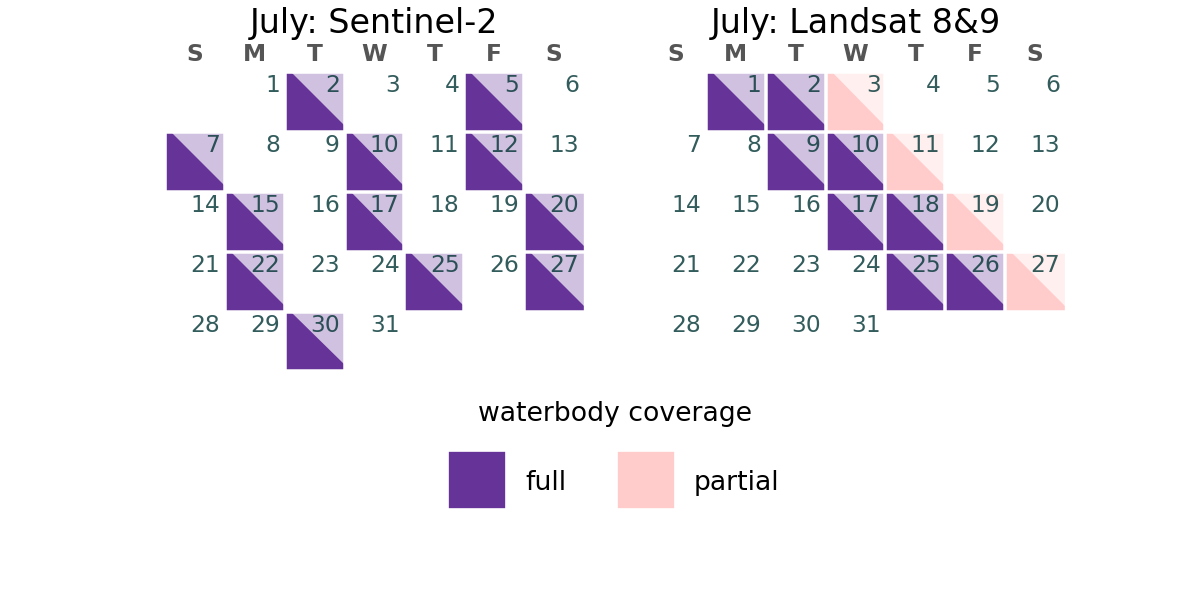 July: Sentinel-2
S M T W T F S
1 2 3 4 5 6
7 8 9 10 11 12 13
14 15 16 17 18 19 20
21 22 23 24 25 26 27
28 29 30 31
July: Landsat 8&9
S M T W T F S
1 2 3 4 5 6
7 8 9 10 11 12 13
14 15 16 17 18 19 20
21 22 23 24 25 26 27
28 29 30 31
waterbody coverage
full partial